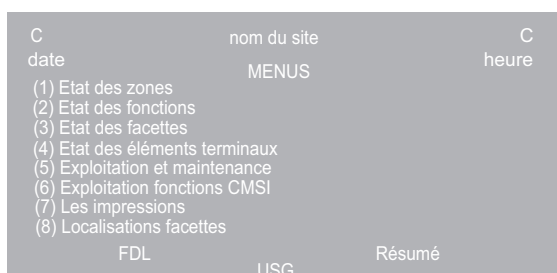 C nom du site C
date heure
MENUS
(1) Etat des zones
(2) Etat des fonctions
(3) Etat des facettes
(4) Etat des éléments terminaux
(5) Exploitation et maintenance
(6) Exploitation fonctions CMSI
(7) Les impressions
(8) Localisations facettes
FDL Résumé
USG